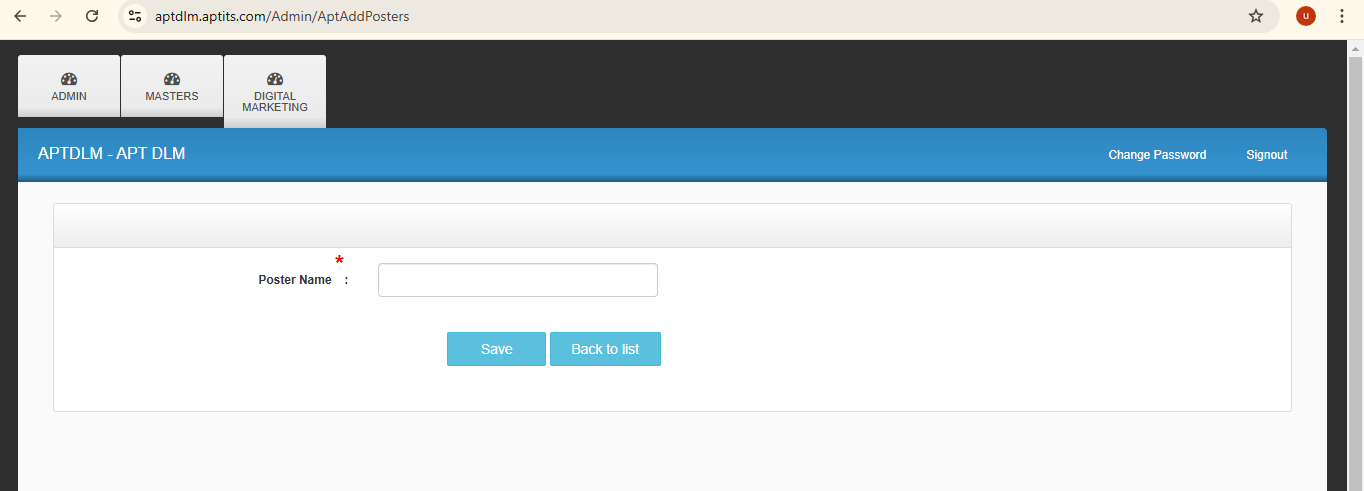 aptdlm.aptits.com/Admin/AptAddPosters
u
ADMIN
MASTERS
DIGITAL
MARKETING
APTDLM - APT DLM
Change Password
Signout
Poster Name * :
Save
Back to list